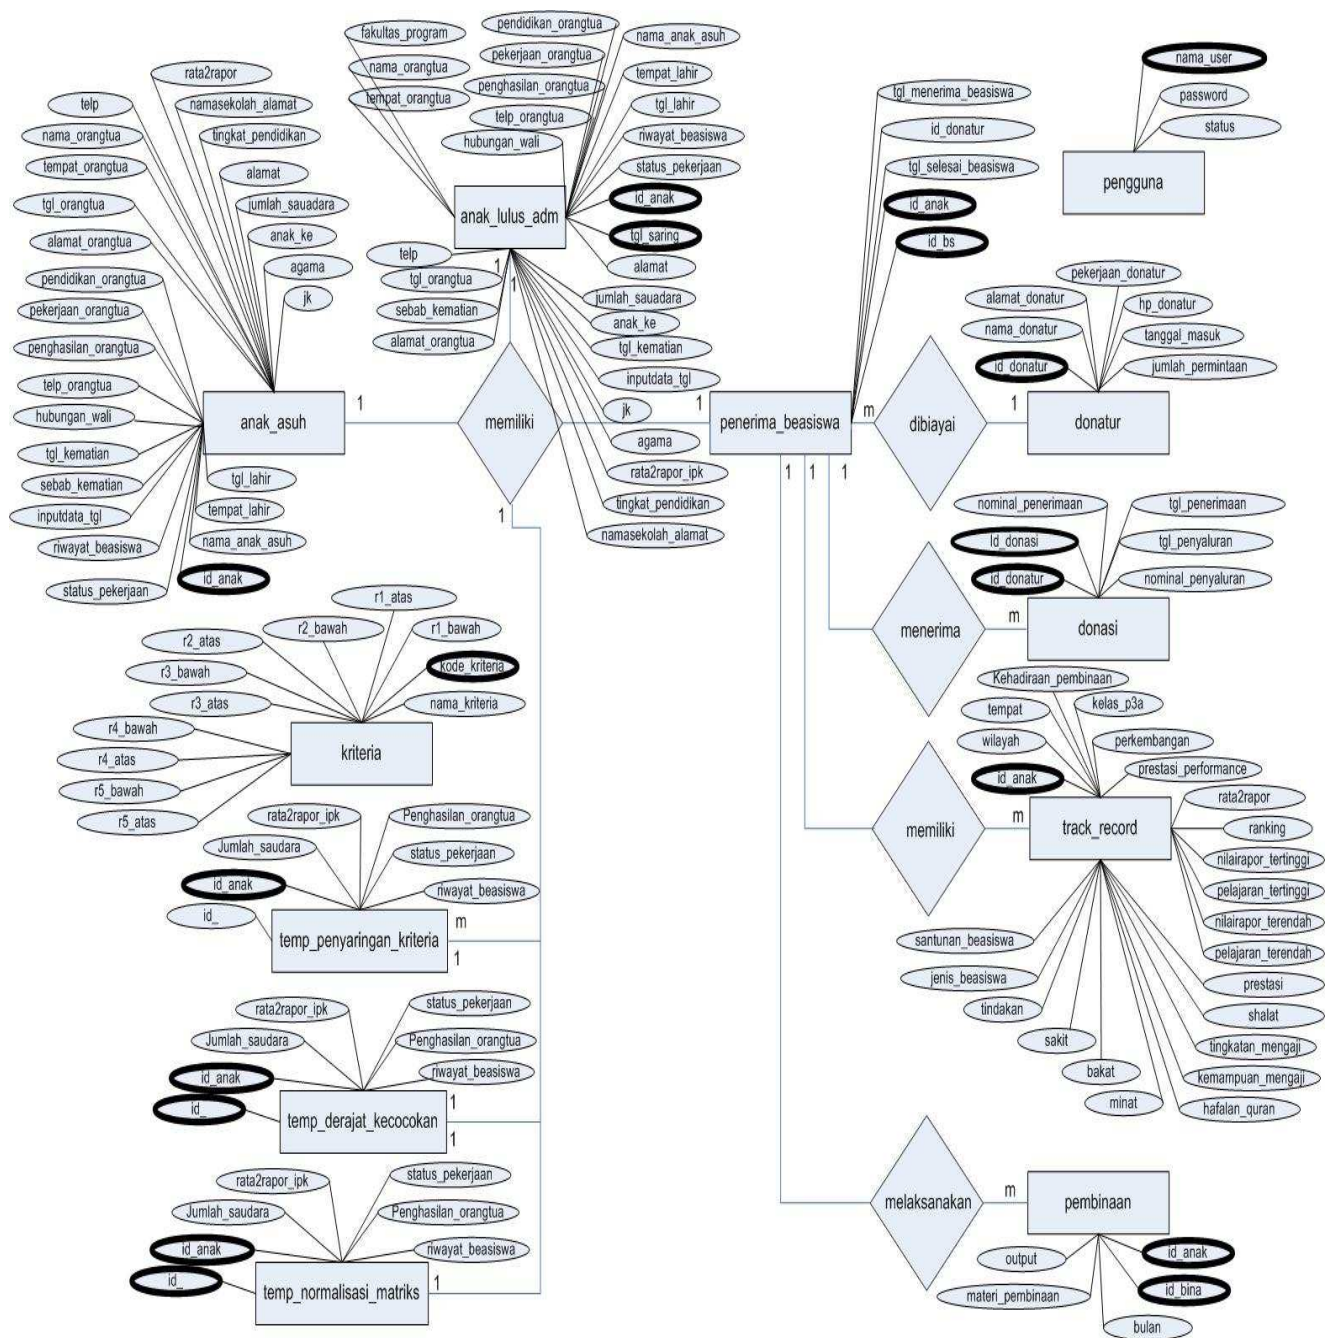 fakultas_program
nama_orangtua
tempat_orangtua
pendidikan_orangtua
pekerjaan_orangtua
penghasilan_orangtua
telp_orangtua
hubungan_wali
nama_anak_asuh
tempat_lahir
tgl_lahir
riwayat_beasiswa
status_pekerjaan
id_anak
tgl_saring
alamat
anak_lulus_adm
telp
tgl_orangtua
sebab_kematian
alamat_orangtua
1
1
jumlah_sauadara
anak_ke
tgl_kematian
inputdata_tgl
jk
agama
rata2rapor_ipk
tingkat_pendidikan
namasekolah_alamat
rata2rapor
telp
namasekolah_alamat
nama_orangtua
tingkat_pendidikan
tempat_orangtua
alamat
tgl_orangtua
jumlah_sauadara
alamat_orangtua
anak_ke
pendidikan_orangtua
agama
pekerjaan_orangtua
jk
penghasilan_orangtua
telp_orangtua
hubungan_wali
tgl_kematian
sebab_kematian
inputdata_tgl
riwayat_beasiswa
status_pekerjaan
anak_asuh
tgl_lahir
tempat_lahir
nama_anak_asuh
id_anak
1
memiliki
1
1
penerima_beasiswa
tgl_menerima_beasiswa
id_donatur
tgl_selesai_beasiswa
id_anak
id_bs
nama_user
password
status
pengguna
m
dibiayai
1
pekerjaan_donatur
alamat_donatur
hp_donatur
nama_donatur
tanggal_masuk
id_donatur
jumlah_permintaan
donatur
1
1
1
nominal_penerimaan
tgl_penerimaan
Id_donasi
tgl_penyaluran
id_donatur
nominal_penyaluran
menerima
m
donasi
r1_atas
r2_bawah
r1_bawah
r2_atas
kode_kriteria
r3_bawah
nama_kriteria
r3_atas
r4_bawah
r4_atas
r5_bawah
r5_atas
kriteria
Kehadiraan_pembinaan
kelas_p3a
tempat
perkembangan
wilayah
prestasi_performance
id_anak
rata2rapor
memiliki
m
track_record
ranking
nilairapor_tertinggi
pelajaran_tertinggi
nilairapor_terendah
pelajaran_terendah
prestasi
shalat
tingkatan_mengaji
kemampuan_mengaji
hafalan_quran
santunan_beasiswa
jenis_beasiswa
tindakan
sakit
bakat
minat
rata2rapor_ipk
Penghasilan_orangtua
Jumlah_saudara
status_pekerjaan
id_anak
riwayat_beasiswa
id_
temp_penyaringan_kriteria
m
1
rata2rapor_ipk
status_pekerjaan
Jumlah_saudara
Penghasilan_orangtua
id_anak
riwayat_beasiswa
id_
temp_derajat_kecocokan
1
1
rata2rapor_ipk
status_pekerjaan
Jumlah_saudara
Penghasilan_orangtua
id_anak
riwayat_beasiswa
id_
temp_normalisasi_matriks
1
melaksanakan
m
pembinaan
output
id_anak
materi_pembinaan
id_bina
bulan